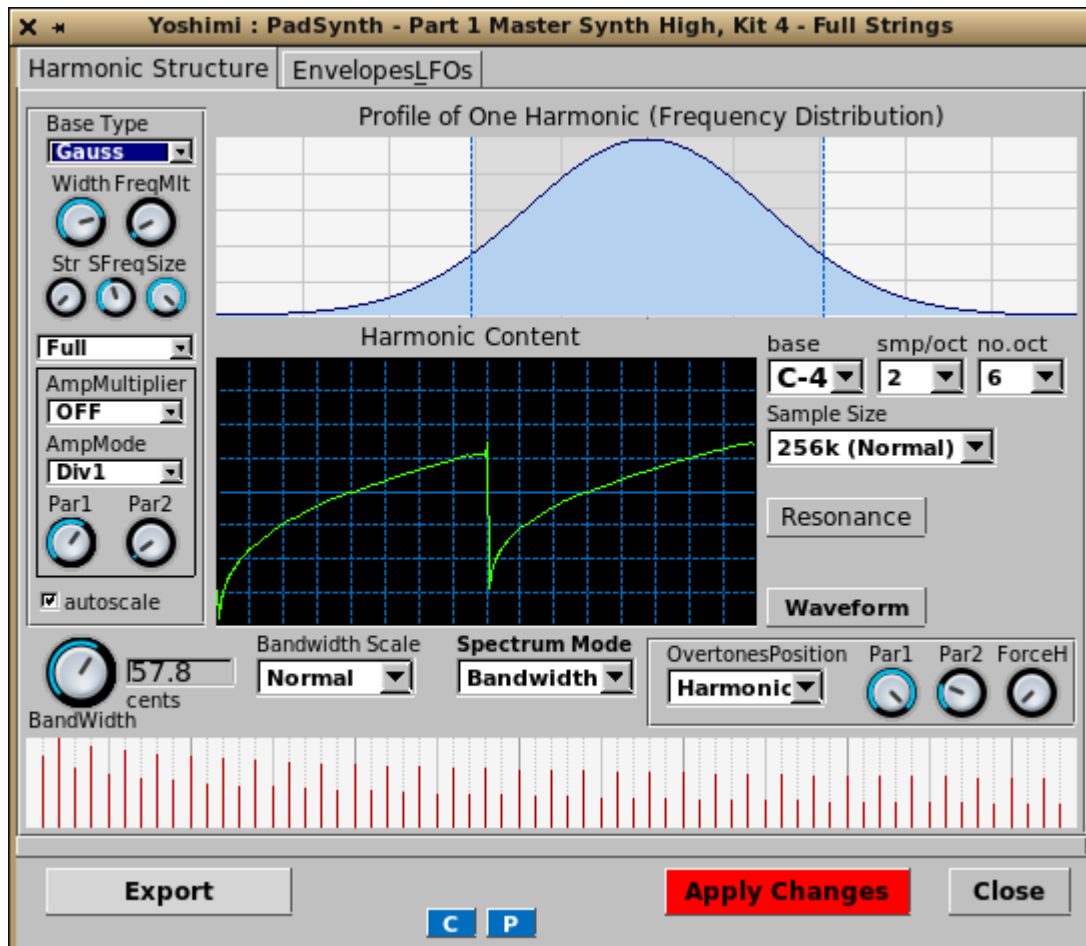 Yoshimi : PadSynth - Part 1 Master Synth High, Kit 4 - Full Strings
Harmonic Structure
EnvelopesLFOs
Base Type
Gauss
Width FreqMlt
Str SFreq Size
Full
AmpMultiplier
OFF
AmpMode
Div1
Par1 Par2
autoscale
Profile of One Harmonic (Frequency Distribution)
Harmonic Content
base smp/oct no.oct
C-4 2 6
Sample Size
256k (Normal)
Resonance
Waveform
57.8
cents
BandWidth
Bandwidth Scale
Normal
Spectrum Mode
Bandwidth
OvertonesPosition Par1 Par2 ForceH
Harmonic
Export
Apply Changes
Close
C P